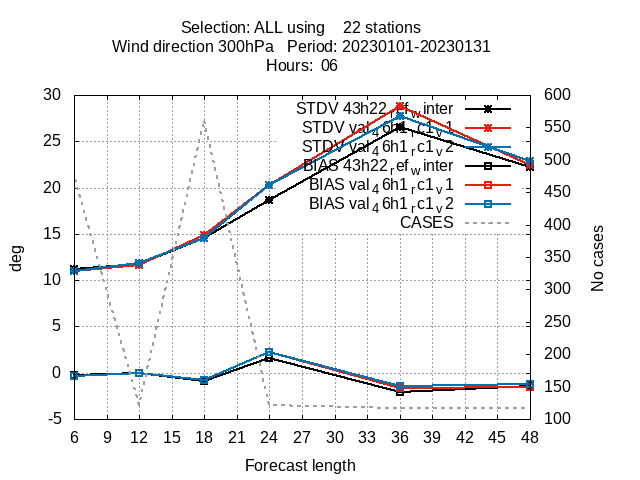 Selection: ALL using    22 stations
Wind direction 300hPa   Period: 20230101-20230131
Hours:  06
30
25
20
15
10
5
0
-5
deg
600
550
500
450
400
350
300
250
200
150
100
No cases
STDV 43h22_ref_winter
STDV val_46h1_rc1_v1
STDV val_46h1_rc1_v2
BIAS 43h22_ref_winter
BIAS val_46h1_rc1_v1
BIAS val_46h1_rc1_v2
CASES
6 9 12 15 18 21 24 27 30 33 36 39 42 45 48
Forecast length